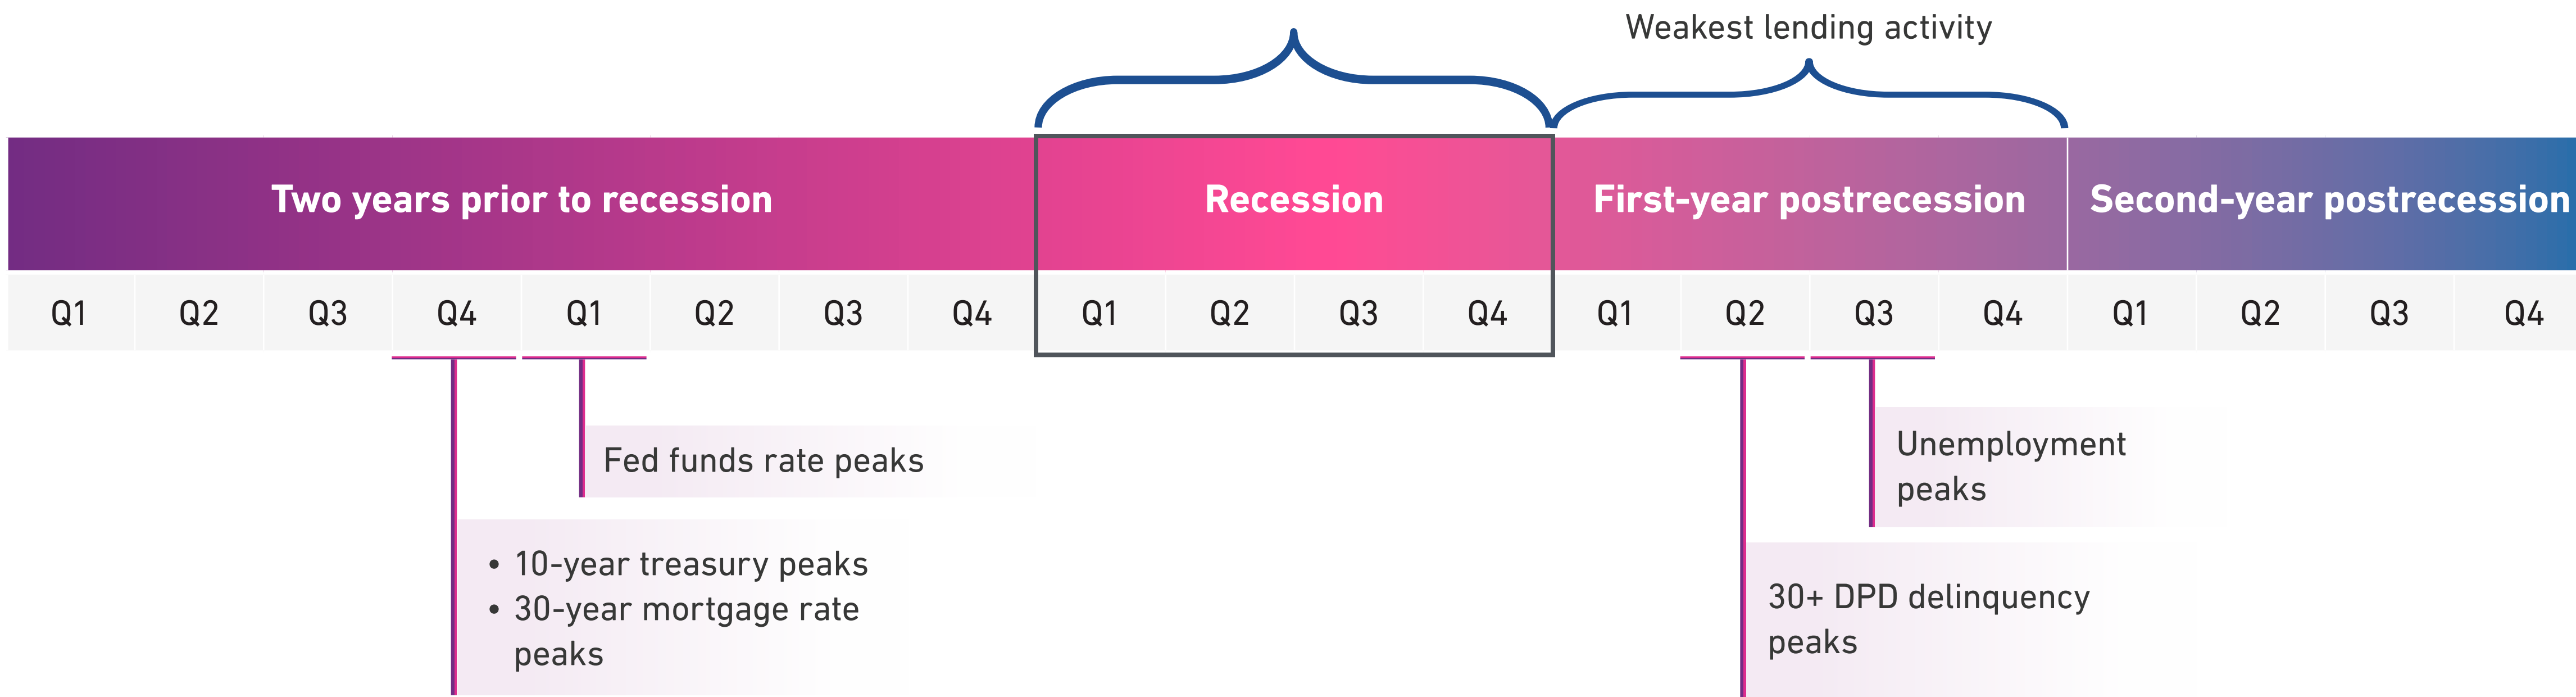 Weakest lending activity
Two years prior to recession
Recession
First-year postrecession
Second-year postrecession
Q1 Q2 Q3 Q4 Q1 Q2 Q3 Q4 Q1 Q2 Q3 Q4 Q1 Q2 Q3 Q4 Q1 Q2 Q3 Q4
Fed funds rate peaks
• 10-year treasury peaks
• 30-year mortgage rate
peaks
Unemployment
peaks
30+ DPD delinquency
peaks